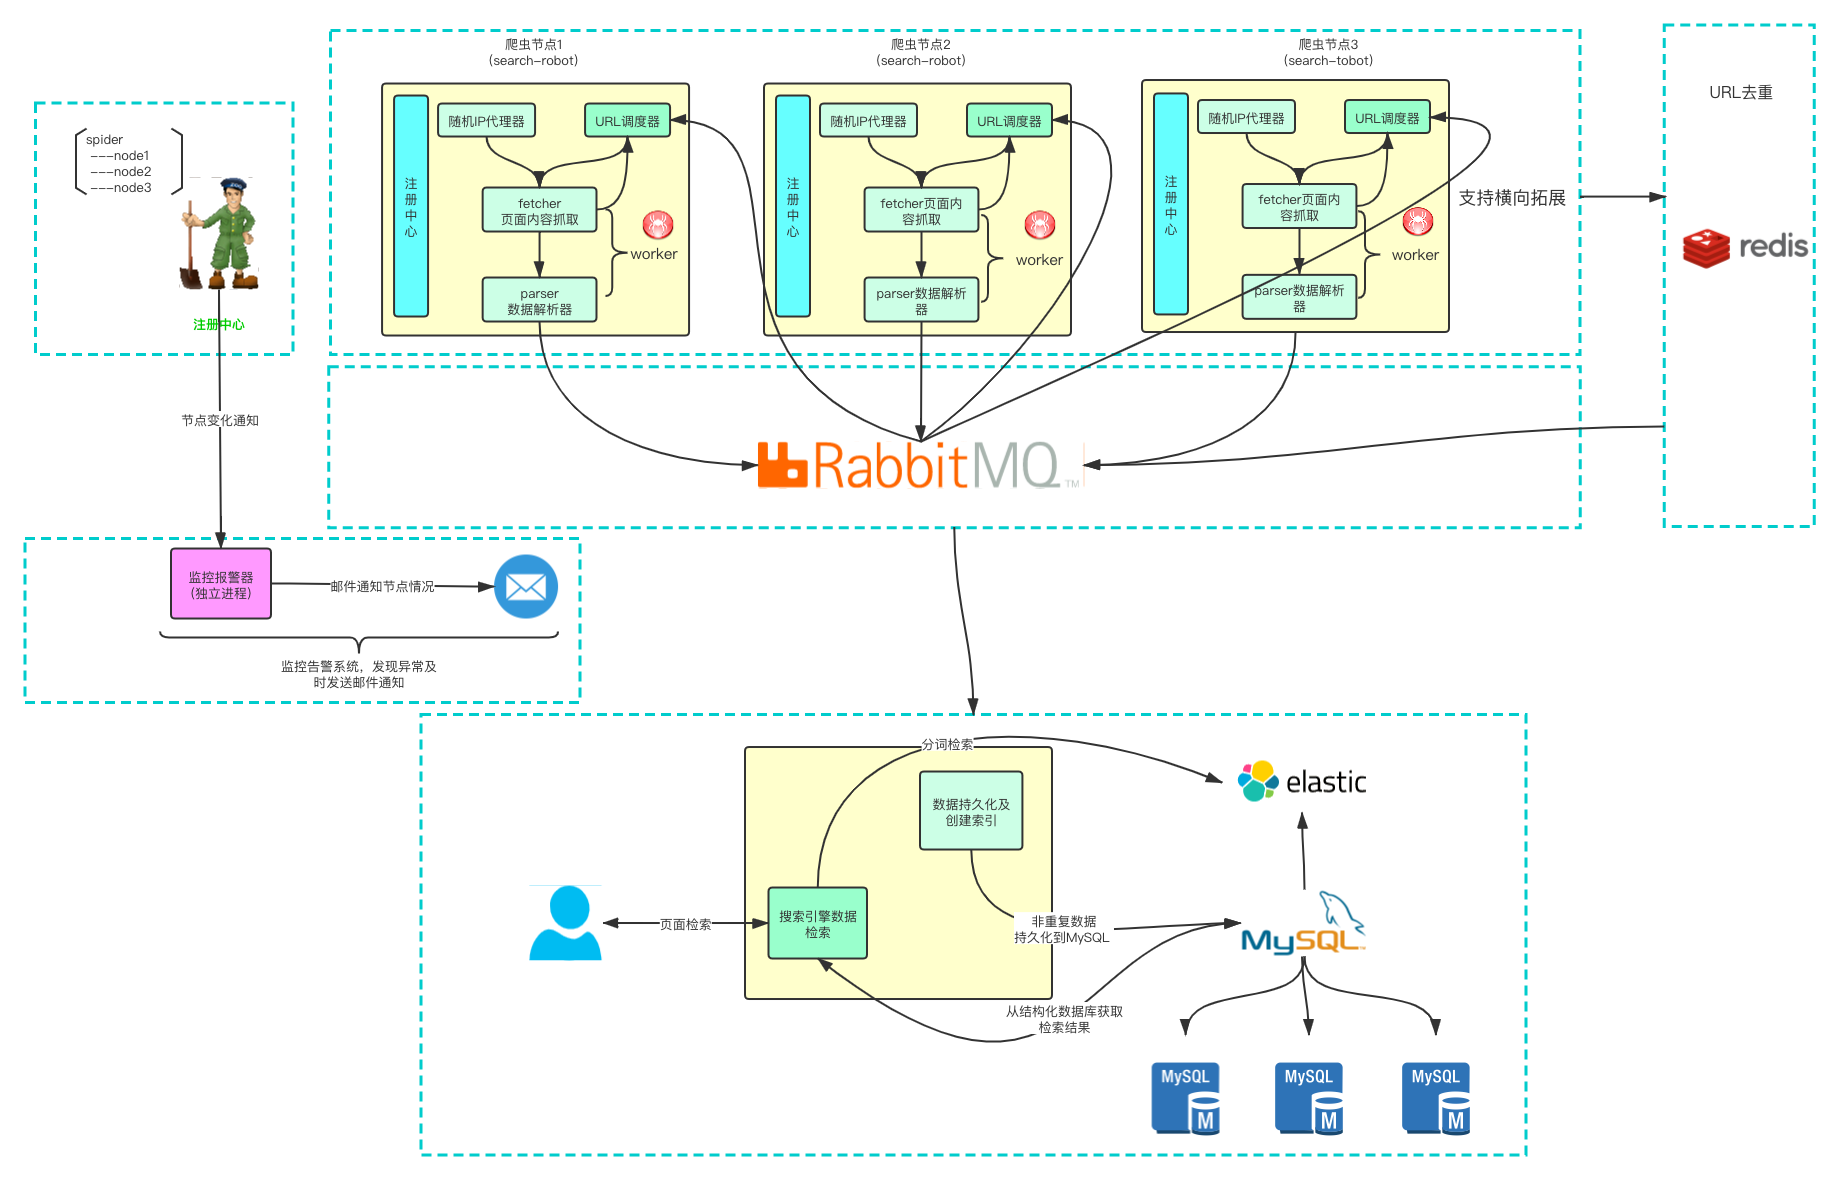 爬虫节点1
(search-robot)
爬虫节点2
(search-robot)
爬虫节点3
(search-tobot)
spider
---node1
---node2
---node3
注册中心
节点变化通知
注
册
中
心
随机IP代理器
URL调度器
fetcher
页面内容抓取
worker
parser
数据解析器
注
册
中
心
随机IP代理器
URL调度器
fetcher页面内
容抓取
worker
parser数据解析
器
注
册
中
心
随机IP代理器
URL调度器
fetcher页面内
容抓取
worker
parser数据解析
器
支持横向拓展
URL去重
redis
RabbitMQ™
监控报警器
(独立进程)
邮件通知节点情况
监控告警系统，发现异常及
时发送邮件通知
分词检索
数据持久化及
创建索引
elastic
页面检索
搜索引擎数据
检索
非重复数据
持久化到MySQL
MySQL
从结构化数据库获取
检索结果
MySQL
M
MySQL
M
MySQL
M